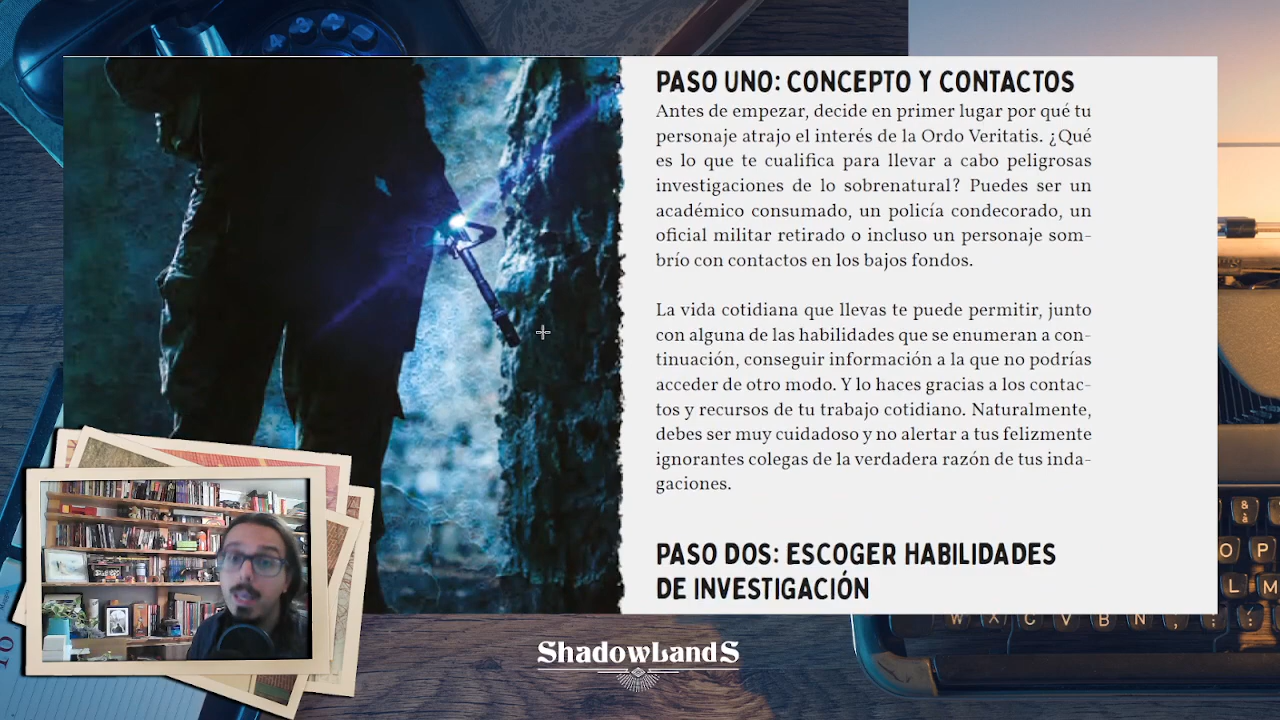 PASO UNO: CONCEPTO Y CONTACTOS
Antes de empezar, decide en primer lugar por qué tu
personaje atrajo el interés de la Ordo Veritatis. ¿Qué
es lo que te cualifica para llevar a cabo peligrosas
investigaciones de lo sobrenatural? Puedes ser un
académico consumado, un policía condecorado, un
oficial militar retirado o incluso un personaje som-
brío con contactos en los bajos fondos.
La vida cotidiana que llevas te puede permitir, junto
con alguna de las habilidades que se enumeran a con-
tinuación, conseguir información a la que no podrías
acceder de otro modo. Y lo haces gracias a los contac-
tos y recursos de tu trabajo cotidiano. Naturalmente,
debes ser muy cuidadoso y no alertar a tus felizmente
ignorantes colegas de la verdadera razón de tus inda-
gaciones.
PASO DOS: ESCOGER HABILIDADES
DE INVESTIGACIÓN
O P
L M
W X C V B N
ShadowLandS